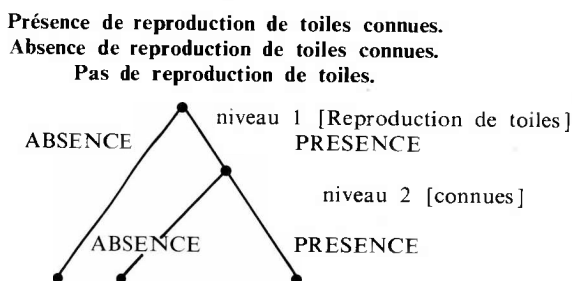 Présence de reproduction de toiles connues.
Absence de reproduction de toiles connues.
Pas de reproduction de toiles.
niveau 1 [Reproduction de toiles]
ABSENCE
PRESENCE
niveau 2 [connues]
ABSENCE
PRESENCE